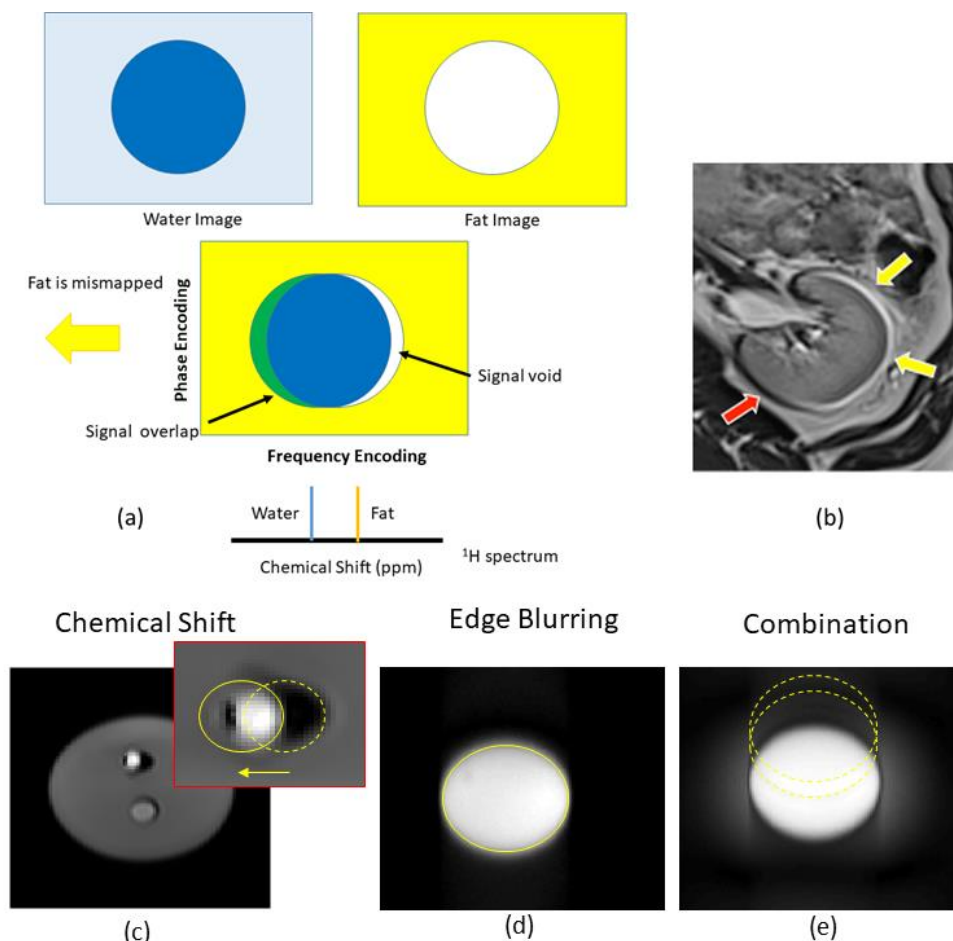 Water Image
Fat Image
Fat is mismapped
Phase Encoding
Signal void
Signal overlap
Frequency Encoding
(a)
Water
Fat
Chemical Shift (ppm)
¹H spectrum
(b)
Chemical Shift
Edge Blurring
Combination
(c)
(d)
(e)